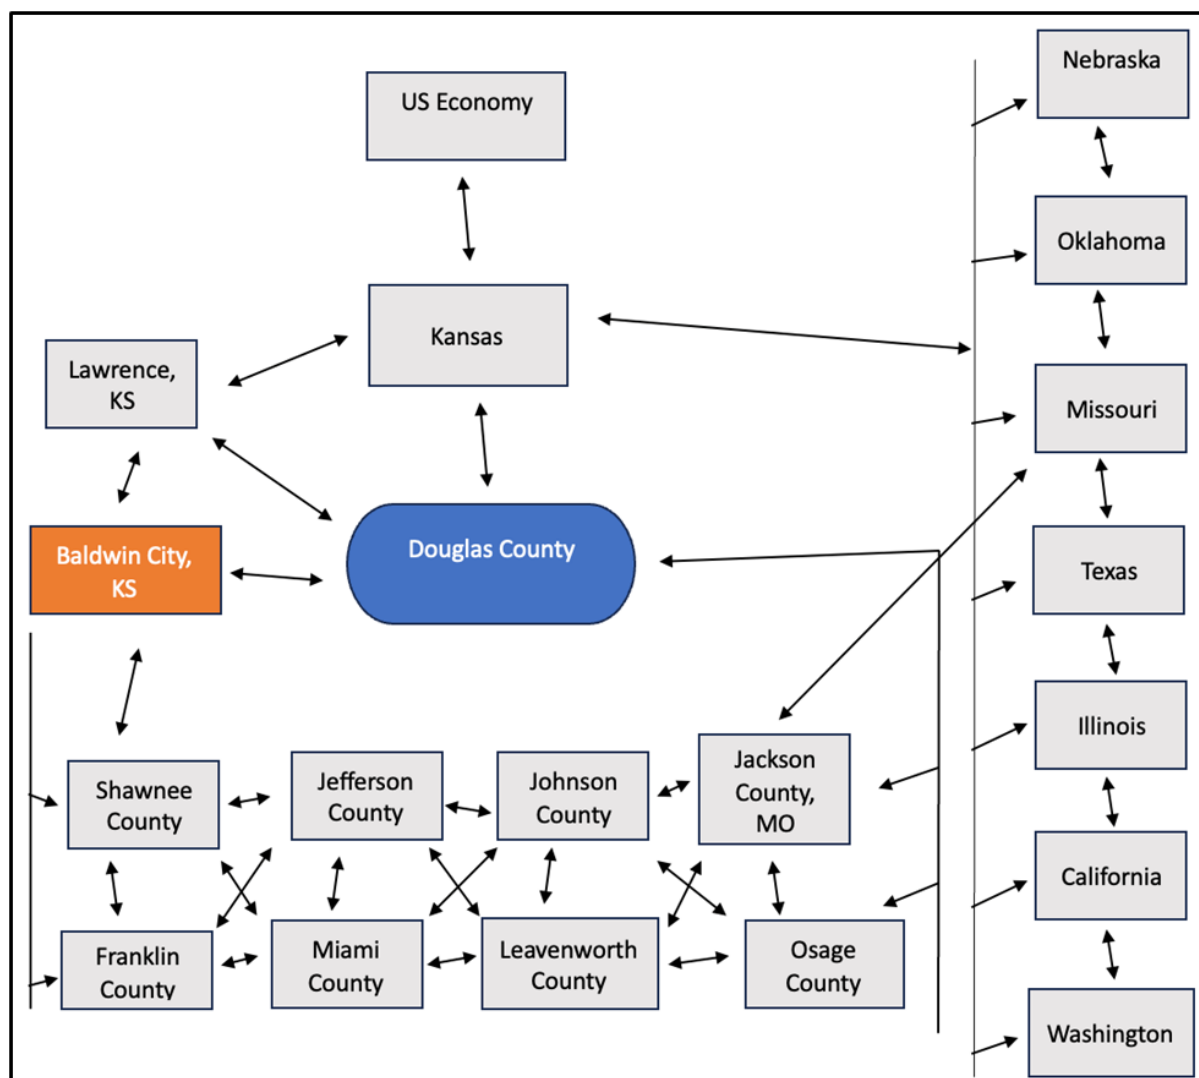 US Economy
Nebraska
Oklahoma
Kansas
Lawrence,
KS
Missouri
Baldwin City,
KS
Douglas County
Texas
Illinois
Shawnee
County
Jefferson
County
Johnson
County
Jackson
County,
MO
California
Franklin
County
Miami
County
Leavenworth
County
Osage
County
Washington